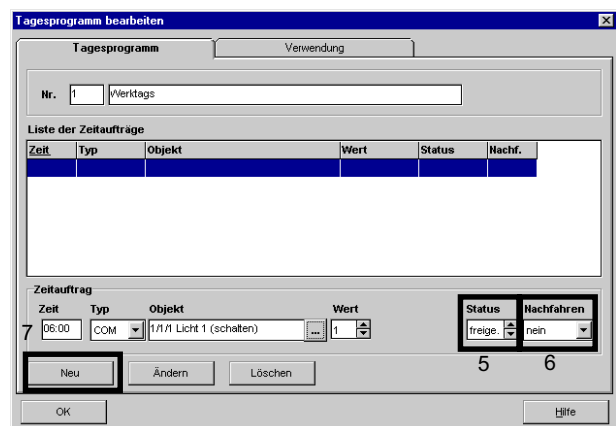 Tagesprogramm bearbeiten
Tagesprogramm Verwendung
Nr. 1 Werktags
Liste der Zeitaufträge
Zeit Typ Objekt Wert Status Nachf.
Zeitauftrag
Zeit Typ Objekt Wert Status Nachfahren
7 06:00 COM 1/1/1 Licht 1 (schalten) ... 1 freige. nein
5 6
Neu Ändern Löschen
OK Hilfe